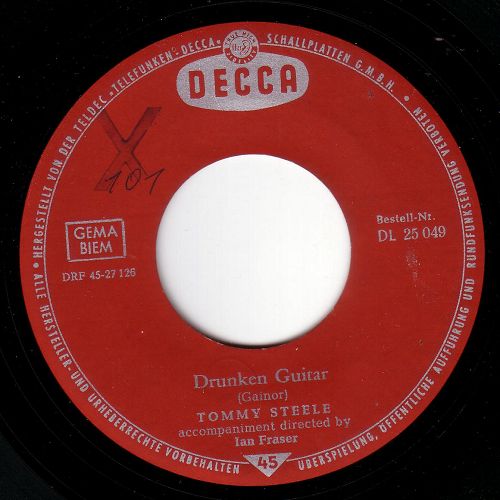 HERGESTELLT VON DER TELDEC »TELEFUNKEN-DECCA« SCHALLPLATTEN G.M.B.H.
DECCA
X
101
GEMA
BIEM
DRF 45-27 126
Bestell-Nr.
DL 25 049
Drunken Guitar
(Gainor)
TOMMY STEELE
accompaniment directed by
Ian Fraser
45
ALLE HERSTELLER- UND URHEBERRECHTE VORBEHALTEN
ÜBERSPIELUNG, ÖFFENTLICHE AUFFÜHRUNG UND RUNDFUNKSENDUNG VERBOTEN